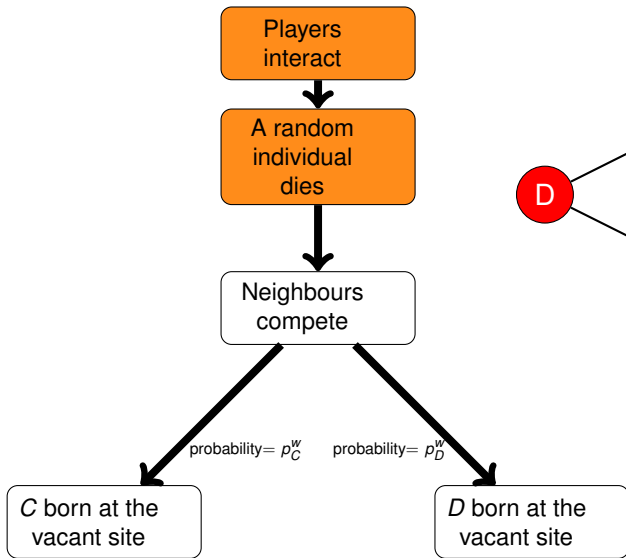 Players
interact
A random
individual
dies
D
Neighbours
compete
probability= p_C^w
probability= p_D^w
C born at the
vacant site
D born at the
vacant site